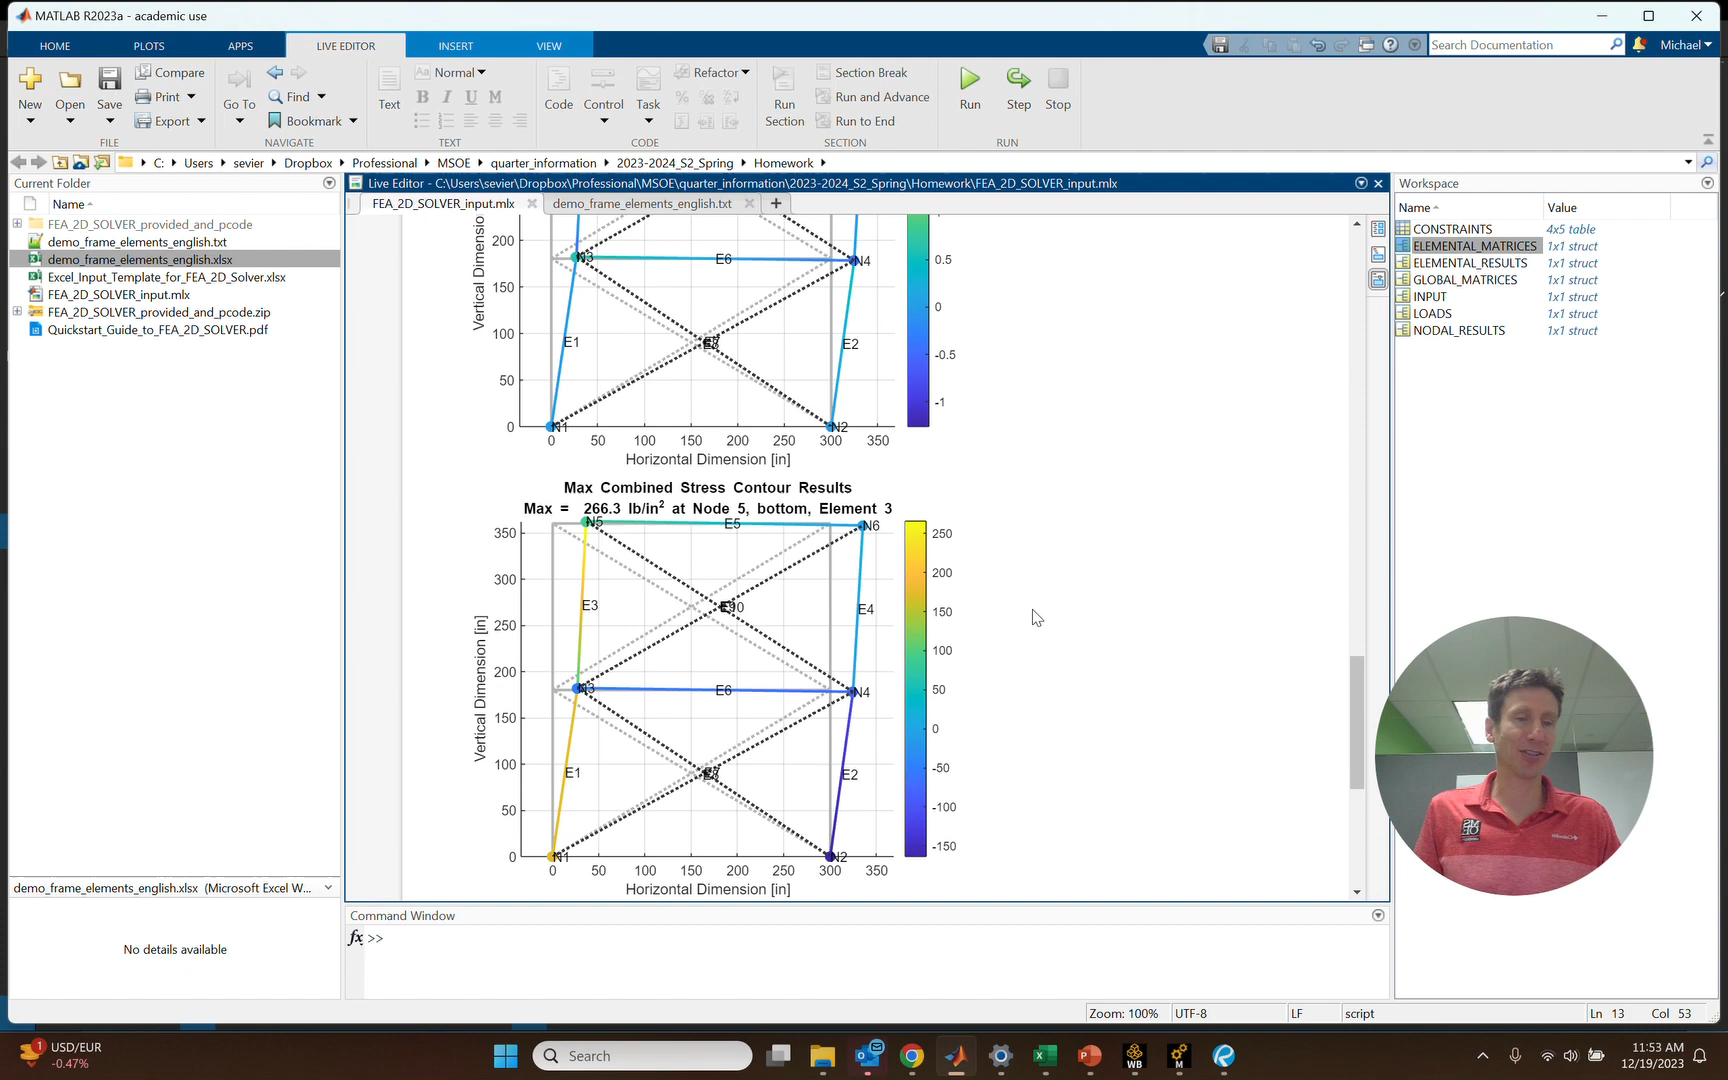 MATLAB R2023a - academic use
HOME
PLOTS
APPS
LIVE EDITOR
INSERT
VIEW
Search Documentation
Michael
New
Open
Save
Compare
Print
Export
FILE
Go To
Find
Bookmark
NAVIGATE
Text
Aa Normal
B I U M
TEXT
Code
Control
Task
Refactor
CODE
Run
Section
Section Break
Run and Advance
Run to End
SECTION
Run
Step
Stop
RUN
C: Users sevier Dropbox Professional MSOE quarter_information 2023-2024_S2_Spring Homework
Current Folder
Name
FEA_2D_SOLVER_provided_and_pcode
demo_frame_elements_english.txt
demo_frame_elements_english.xlsx
Excel_Input_Template_for_FEA_2D_Solver.xlsx
FEA_2D_SOLVER_input.mlx
FEA_2D_SOLVER_provided_and_pcode.zip
Quickstart_Guide_to_FEA_2D_SOLVER.pdf
demo_frame_elements_english.xlsx (Microsoft Excel W...
No details available
Live Editor - C:\Users\sevier\Dropbox\Professional\MSOE\quarter_information\2023-2024_S2_Spring\Homework\FEA_2D_SOLVER_input.mlx
FEA_2D_SOLVER_input.mlx
demo_frame_elements_english.txt
Vertical Dimensio
200
150
100
50
0
N3
E6
N4
E1
E2
N1
N2
0 50 100 150 200 250 300 350
Horizontal Dimension [in]
0.5
0
-0.5
-1
Max Combined Stress Contour Results
Max = 266.3 lb/in2 at Node 5, bottom, Element 3
Vertical Dimension [in]
350
300
250
200
150
100
50
0
N5
E5
N6
E3
E4
N3
E6
N4
E1
E2
N1
N2
0 50 100 150 200 250 300 350
Horizontal Dimension [in]
250
200
150
100
50
0
-50
-100
-150
Command Window
fx >>
Workspace
Name
Value
CONSTRAINTS 4x5 table
ELEMENTAL_MATRICES 1x1 struct
ELEMENTAL_RESULTS 1x1 struct
GLOBAL_MATRICES 1x1 struct
INPUT 1x1 struct
LOADS 1x1 struct
NODAL_RESULTS 1x1 struct
Zoom: 100%
UTF-8
LF
script
Ln 13 Col 53
1
USD/EUR
-0.47%
Search
WB
M
11:53 AM
12/19/2023